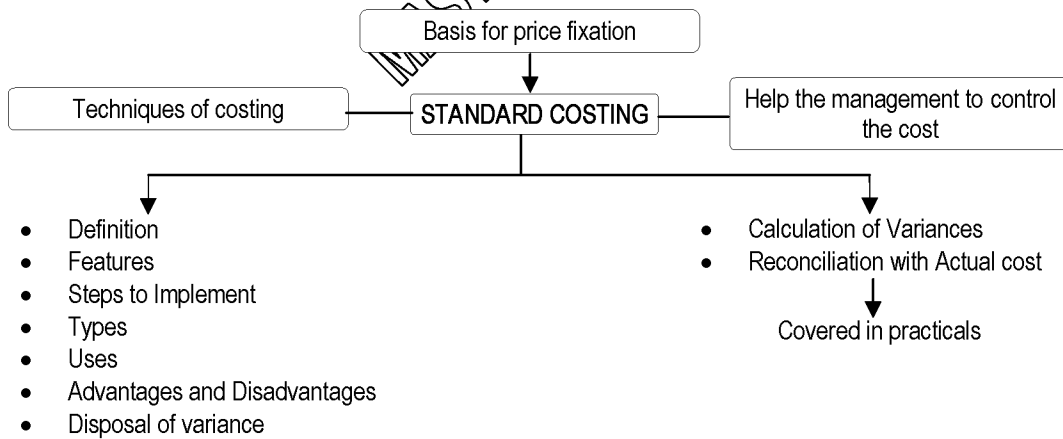 Basis for price fixation
Techniques of costing
STANDARD COSTING
Help the management to control
the cost
• Definition
• Features
• Steps to Implement
• Types
• Uses
• Advantages and Disadvantages
• Disposal of variance
• Calculation of Variances
• Reconciliation with Actual cost
Covered in practicals